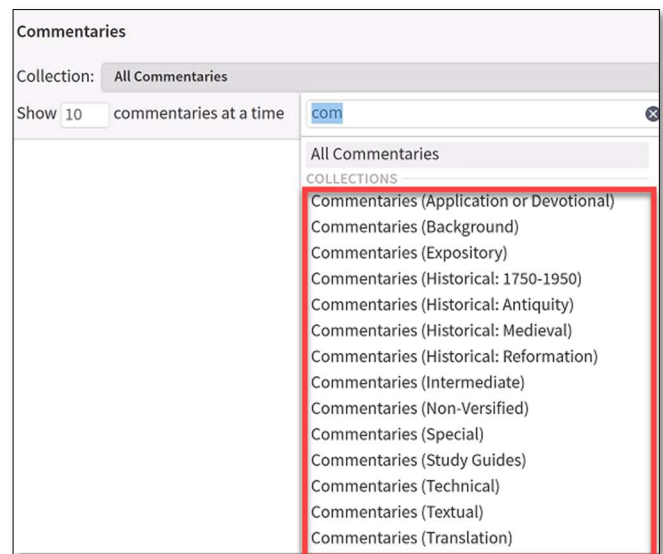 Commentaries
Collection: All Commentaries
Show 10 commentaries at a time
com
All Commentaries
COLLECTIONS
Commentaries (Application or Devotional)
Commentaries (Background)
Commentaries (Expository)
Commentaries (Historical: 1750-1950)
Commentaries (Historical: Antiquity)
Commentaries (Historical: Medieval)
Commentaries (Historical: Reformation)
Commentaries (Intermediate)
Commentaries (Non-Versified)
Commentaries (Special)
Commentaries (Study Guides)
Commentaries (Technical)
Commentaries (Textual)
Commentaries (Translation)